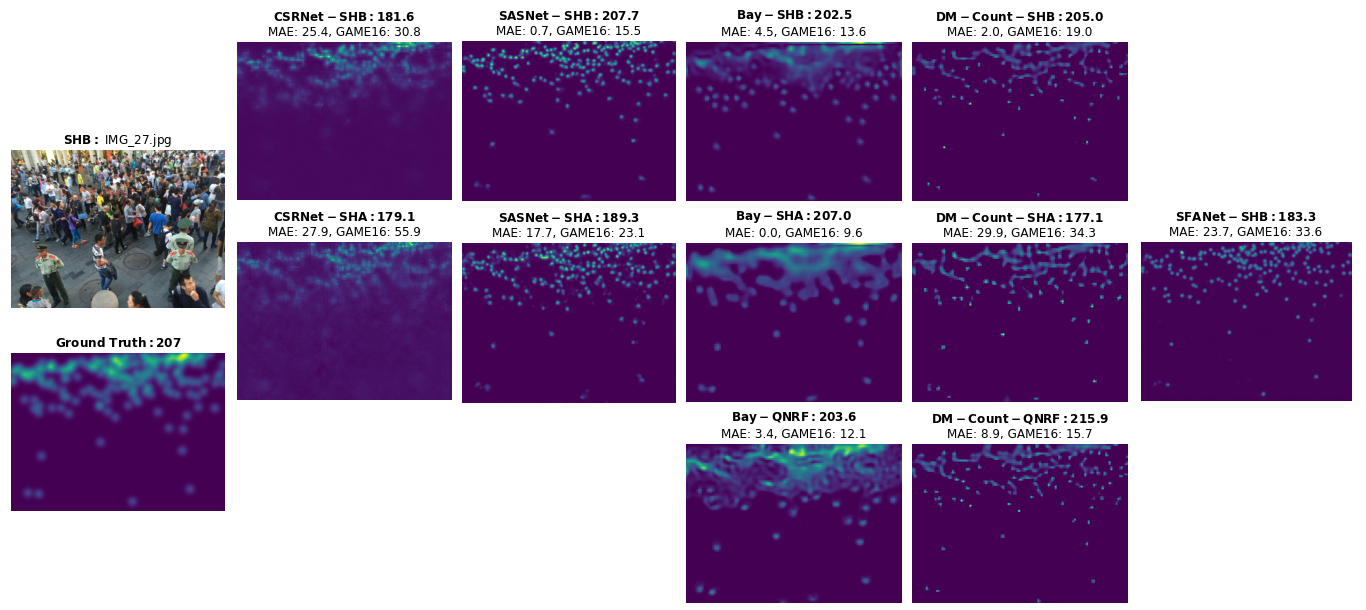 CSRNet − SHB : 181.6
MAE: 25.4, GAME16: 30.8
SASNet − SHB : 207.7
MAE: 0.7, GAME16: 15.5
Bay − SHB : 202.5
MAE: 4.5, GAME16: 13.6
DM − Count − SHB : 205.0
MAE: 2.0, GAME16: 19.0
SHB : IMG_27.jpg
CSRNet − SHA : 179.1
MAE: 27.9, GAME16: 55.9
SASNet − SHA : 189.3
MAE: 17.7, GAME16: 23.1
Bay − SHA : 207.0
MAE: 0.0, GAME16: 9.6
DM − Count − SHA : 177.1
MAE: 29.9, GAME16: 34.3
SFANet − SHB : 183.3
MAE: 23.7, GAME16: 33.6
Ground Truth : 207
Bay − QNRF : 203.6
MAE: 3.4, GAME16: 12.1
DM − Count − QNRF : 215.9
MAE: 8.9, GAME16: 15.7